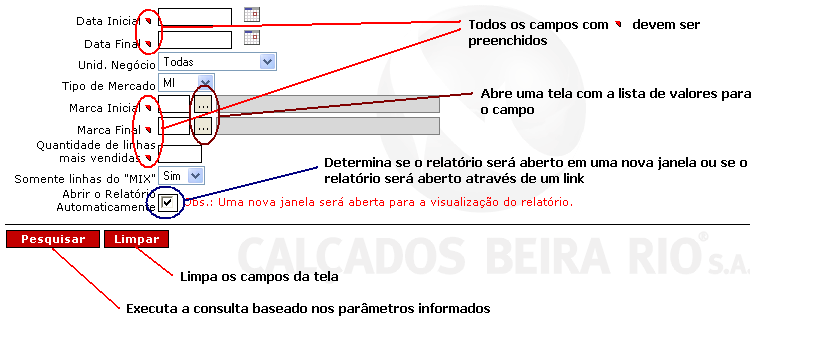 Data Inicial
Todos os campos com devem ser
preenchidos
Data Final
Unid. Negócio Todas
Tipo de Mercado MI
Marca Inicial ...
Abre uma tela com a lista de valores para
o campo
Marca Final ...
Quantidade de linhas
mais vendidas
Determina se o relatório será aberto em uma nova janela ou se o
relatório será aberto através de um link
Somente linhas do "MIX" Sim
Abrir o Relatório
Automaticamente
Obs.: Uma nova janela será aberta para a visualização do relatório.
Pesquisar Limpar
CALÇADOS BEIRA RIO® S.A.
Limpa os campos da tela
Executa a consulta baseado nos parâmetros informados